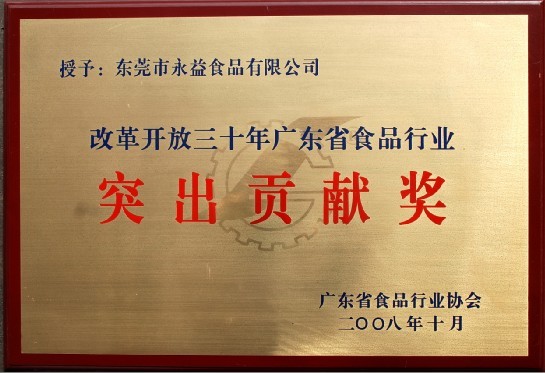 授予：东莞市永益食品有限公司
改革开放三十年广东省食品行业
突出贡献奖
广东省食品行业协会
二〇〇八年十月